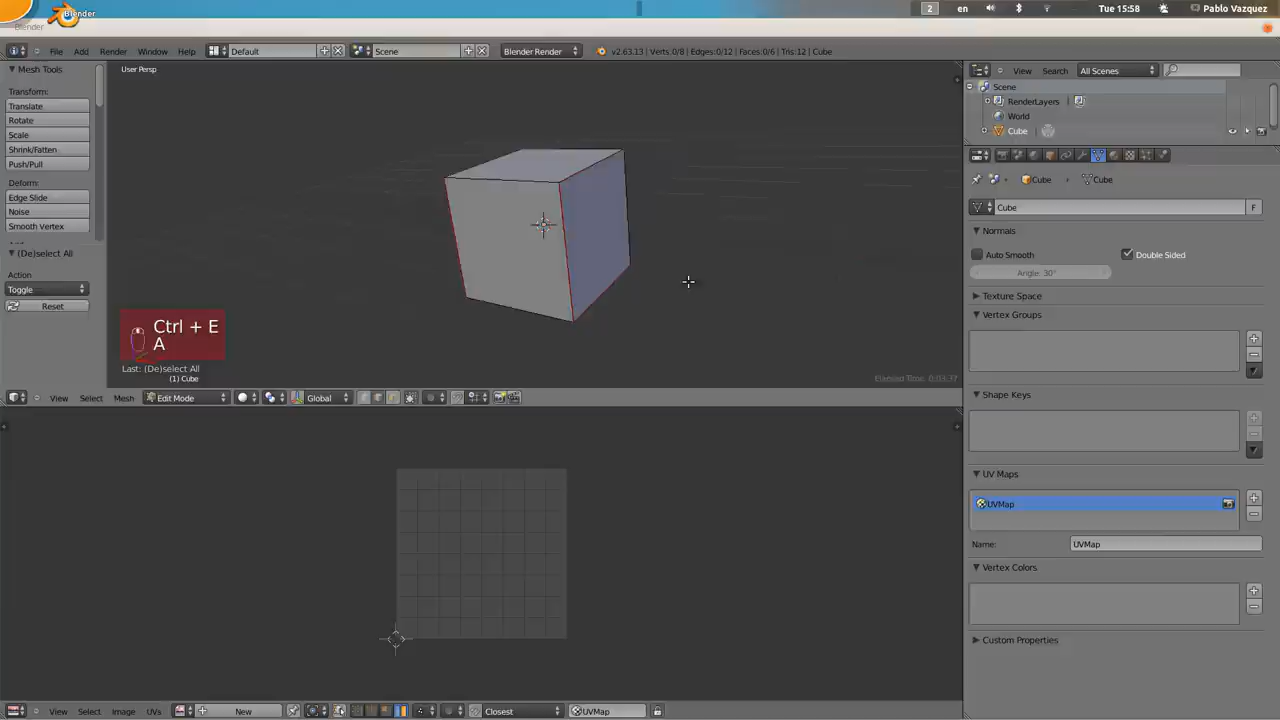 Blender
Blender
2
en
Tue 15:58
Pablo Vazquez
File Add Render Window Help
Default
Scene
Blender Render
v2.63.13 | Verts:0/8 | Edges:0/12 | Faces:0/6 | Tris:12 | Cube
View Search All Scenes
Mesh Tools
Transform:
Translate
Rotate
Scale
Shrink/Fatten
Push/Pull
Deform:
Edge Slide
Noise
Smooth Vertex
(De)select All
Action
Toggle
Reset
User Persp
Ctrl + E
A
Last: (De)select All
(1) Cube
Elapsed Time:
View Select Mesh Edit Mode Global
Scene
RenderLayers
World
Cube
Cube Cube
Cube F
Normals
Auto Smooth Double Sided
Angle: 30°
Texture Space
Vertex Groups
Shape Keys
UV Maps
UVMap
Name: UVMap
Vertex Colors
Custom Properties
View Select Image UVs New Closest UVMap